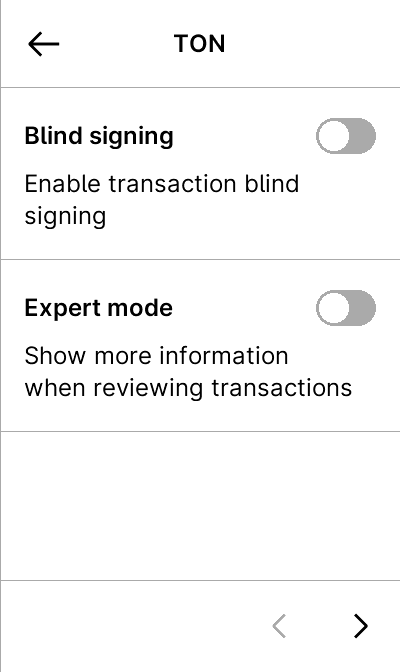 TON
Blind signing
Enable transaction blind
signing
Expert mode
Show more information
when reviewing transactions